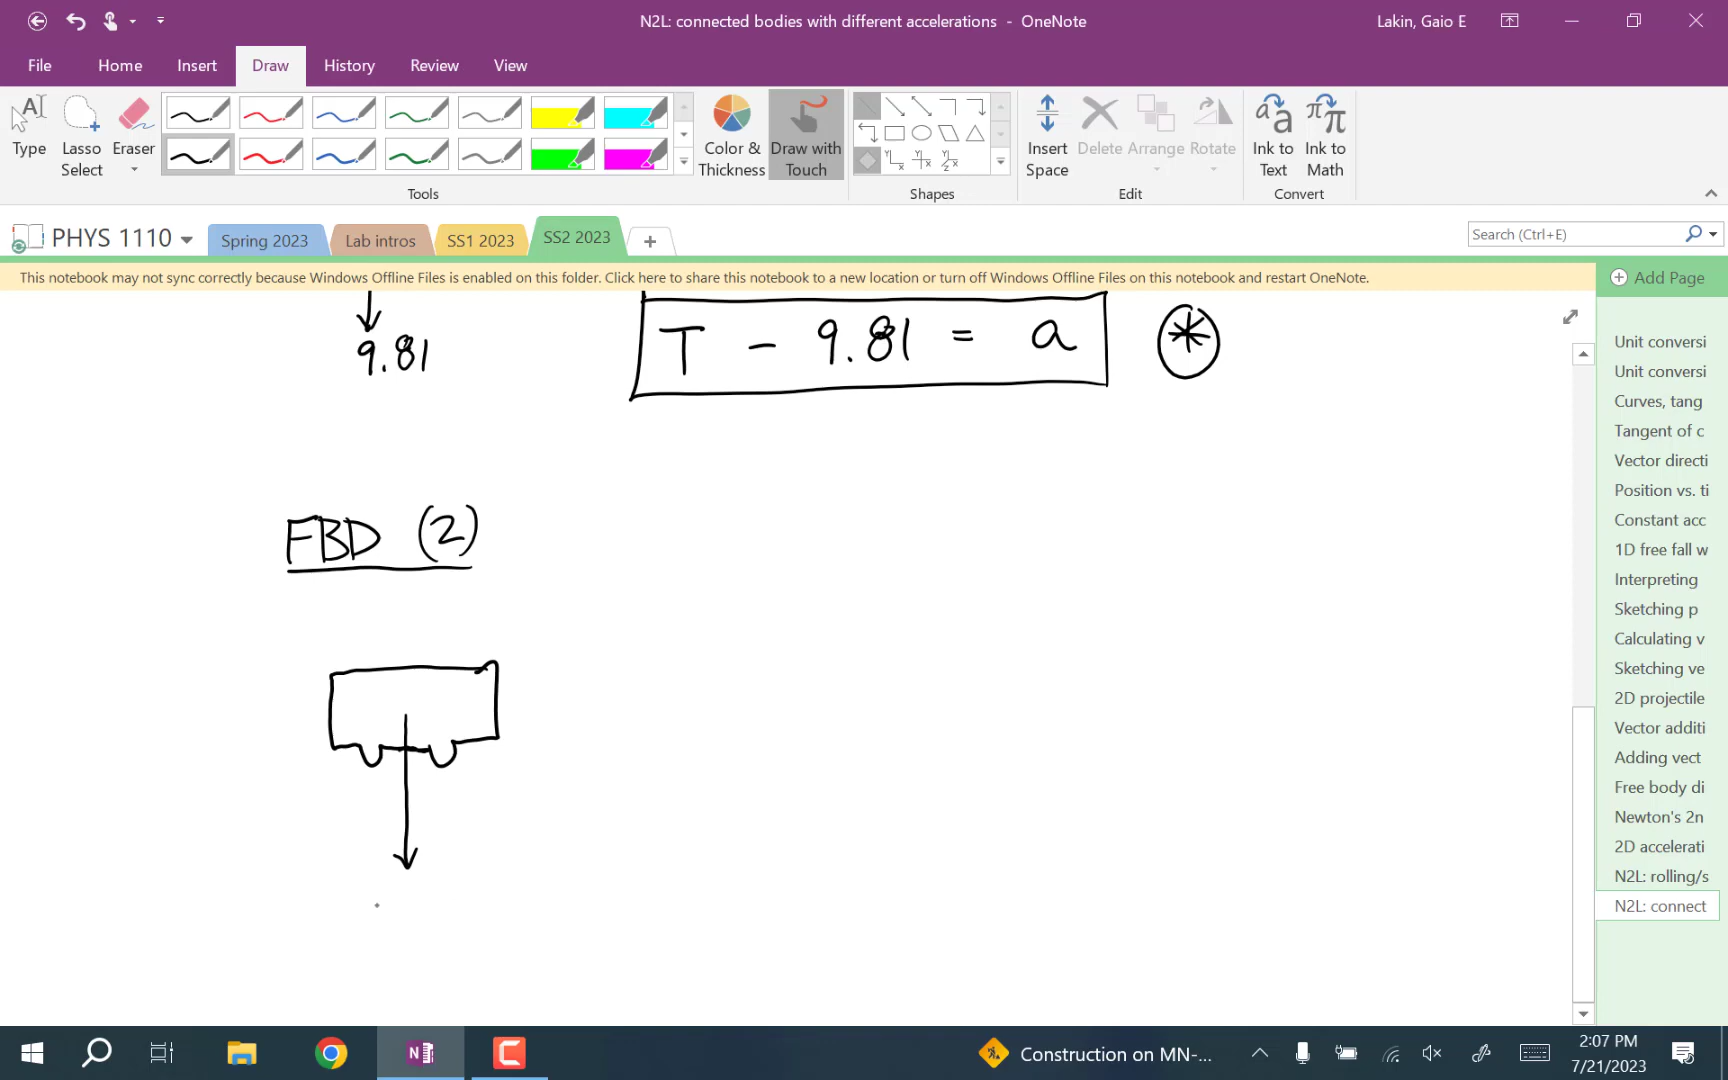 N2L: connected bodies with different accelerations - OneNote
Lakin, Gaio E
File
Home
Insert
Draw
History
Review
View
Type
Lasso Select
Eraser
Color & Thickness
Draw with Touch
Insert Space
Delete
Arrange
Rotate
Ink to Text
Ink to Math
Tools
Shapes
Edit
Convert
PHYS 1110
Spring 2023
Lab intros
SS1 2023
SS2 2023
Search (Ctrl+E)
This notebook may not sync correctly because Windows Offline Files is enabled on this folder. Click here to share this notebook to a new location or turn off Windows Offline Files on this notebook and restart OneNote.
Add Page
9.81
T - 9.81 = a *
FBD (2)
Unit conversi
Unit conversi
Curves, tang
Tangent of c
Vector directi
Position vs. ti
Constant acc
1D free fall w
Interpreting
Sketching p
Calculating v
Sketching ve
2D projectile
Vector additi
Adding vect
Free body di
Newton's 2n
2D accelerati
N2L: rolling/s
N2L: connect
Construction on MN-...
2:07 PM
7/21/2023